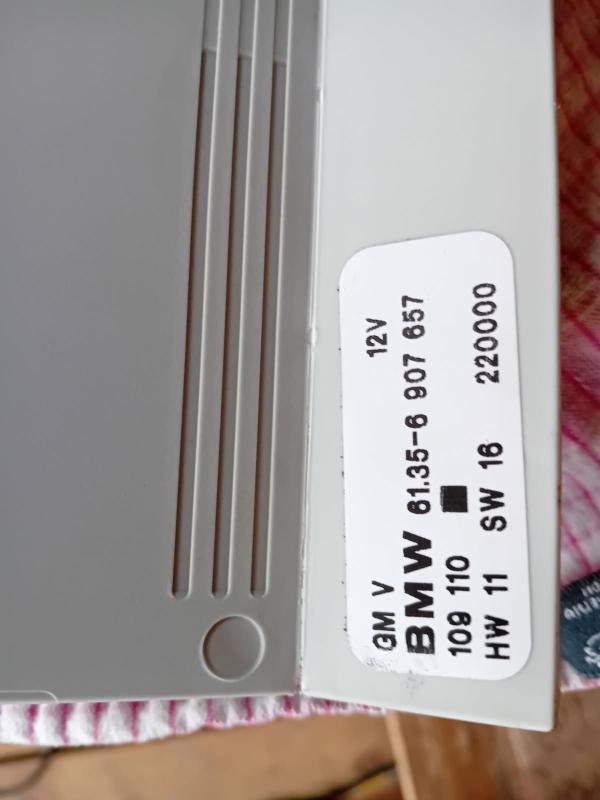 GM V 12V
BMW 61.35-6 907 657
109 110 ■
HW 11 SW 16 220000